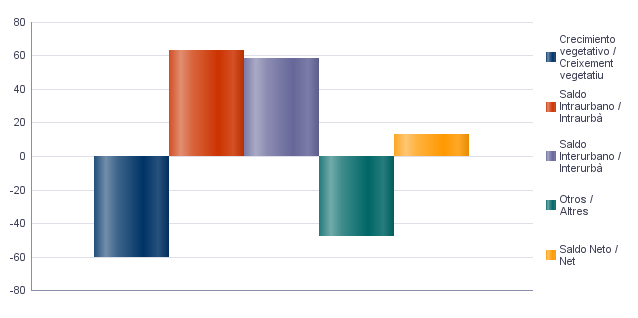 80
60
40
20
0
-20
-40
-60
-80
Crecimiento
vegetativo /
Creixement
vegetatiu
Saldo
Intraurbano /
Intraurbà
Saldo
Interurbano /
Interurbà
Otros /
Altres
Saldo Neto /
Net